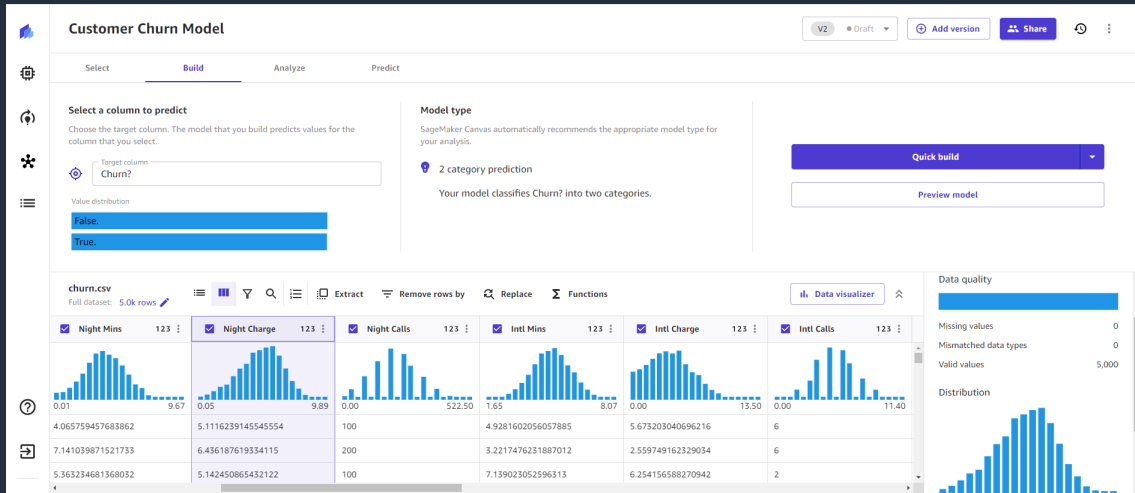 Customer Churn Model
V2 Draft
Add version
Share
Select Build Analyze Predict
Select a column to predict
Choose the target column. The model that you build predicts values for the
column that you select.
Target column
Churn?
Value distribution
False.
True.
Model type
SageMaker Canvas automatically recommends the appropriate model type for
your analysis.
2 category prediction
Your model classifies Churn? into two categories.
Quick build
Preview model
churn.csv
Full dataset: 5.0k rows
Extract Remove rows by Replace Functions
Data visualizer
Night Mins 123 Night Charge 123 Night Calls 123 Intl Mins 123 Intl Charge 123 Intl Calls 123
0.01 9.67 0.05 9.89 0.00 522.50 1.65 8.07 0.00 13.50 0.00 11.40
4.065759457683862 5.1116239145545554 100 4.9281602056057885 5.673203040696216 6
7.141039871521733 6.436187619334115 200 3.2217476231887012 2.559749162329034 6
5.363234681368032 5.142450865432122 100 7.139023052596313 6.254156588270942 2
Data quality
Missing values 0
Mismatched data types 0
Valid values 5,000
Distribution